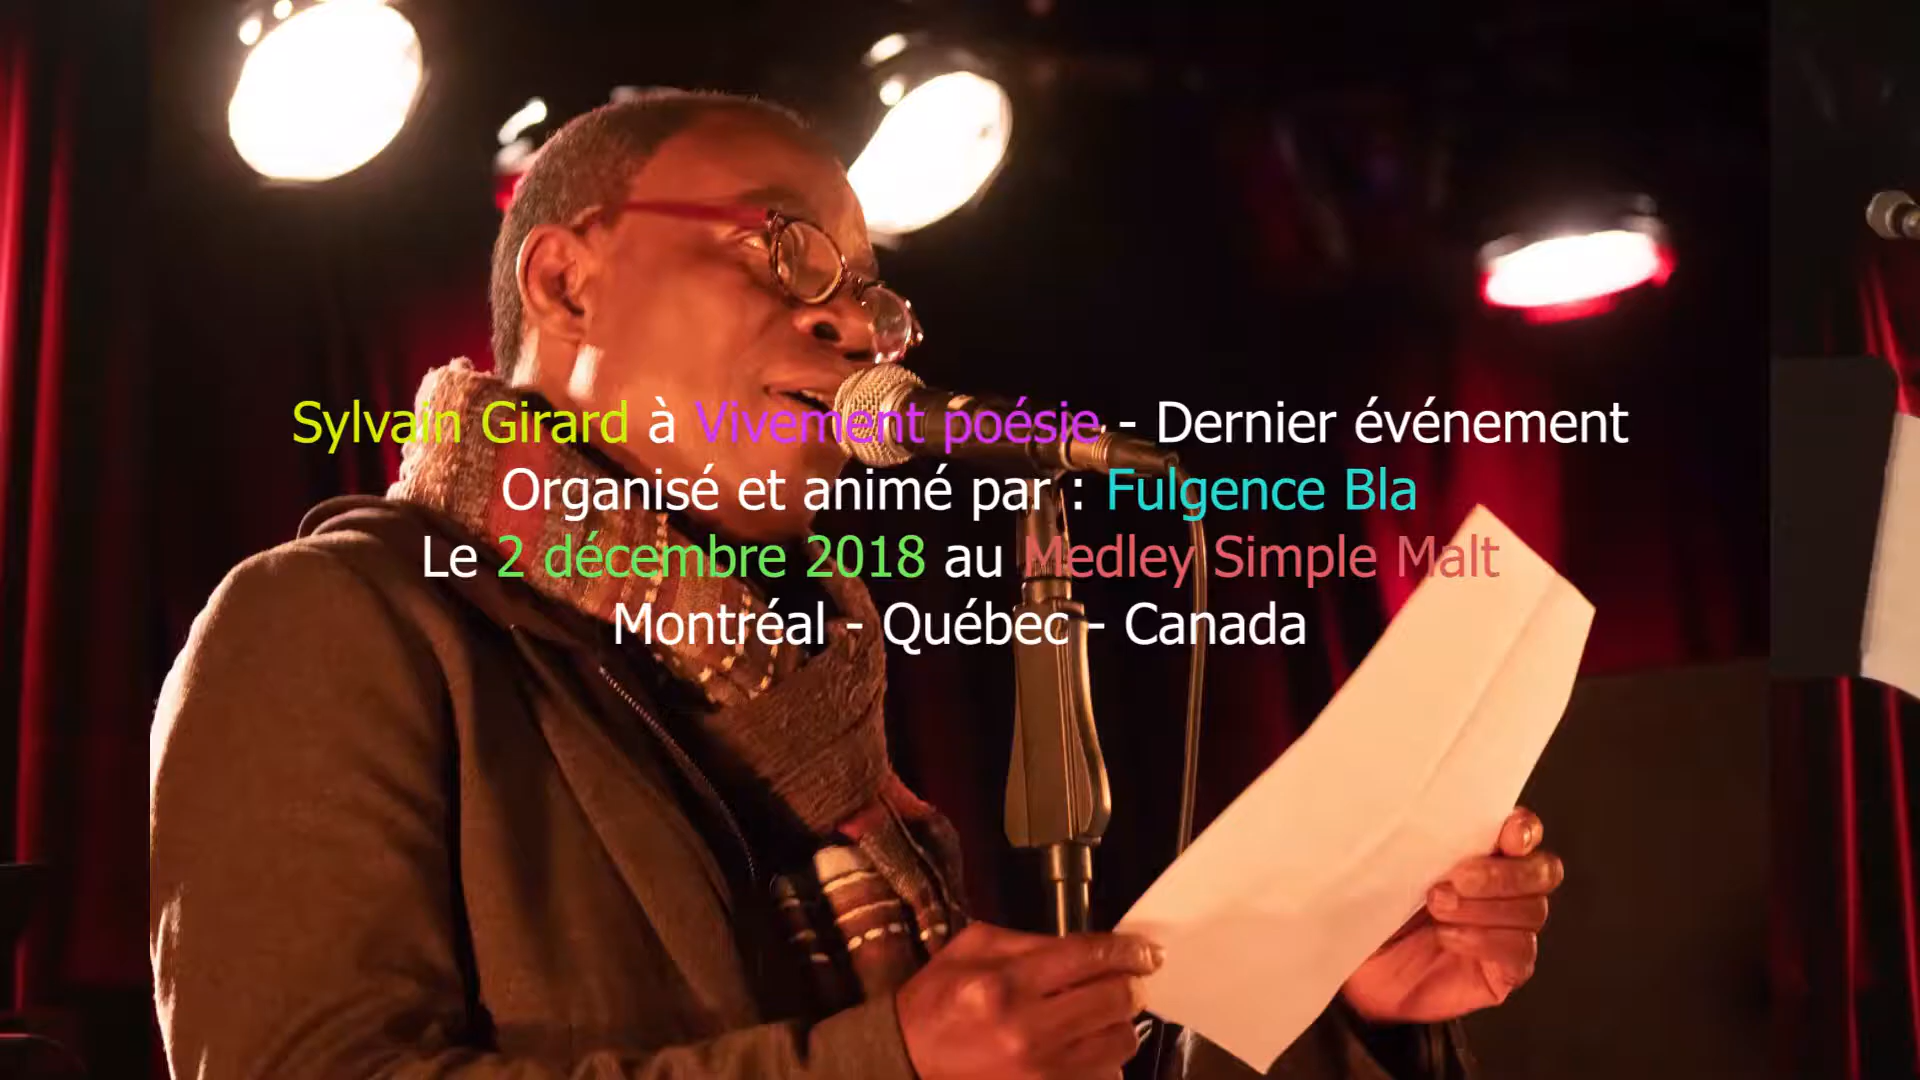 Sylvain Girard à Vivement poésie - Dernier événement
Organisé et animé par : Fulgence Bla
Le 2 décembre 2018 au Medley Simple Malt
Montréal - Québec - Canada